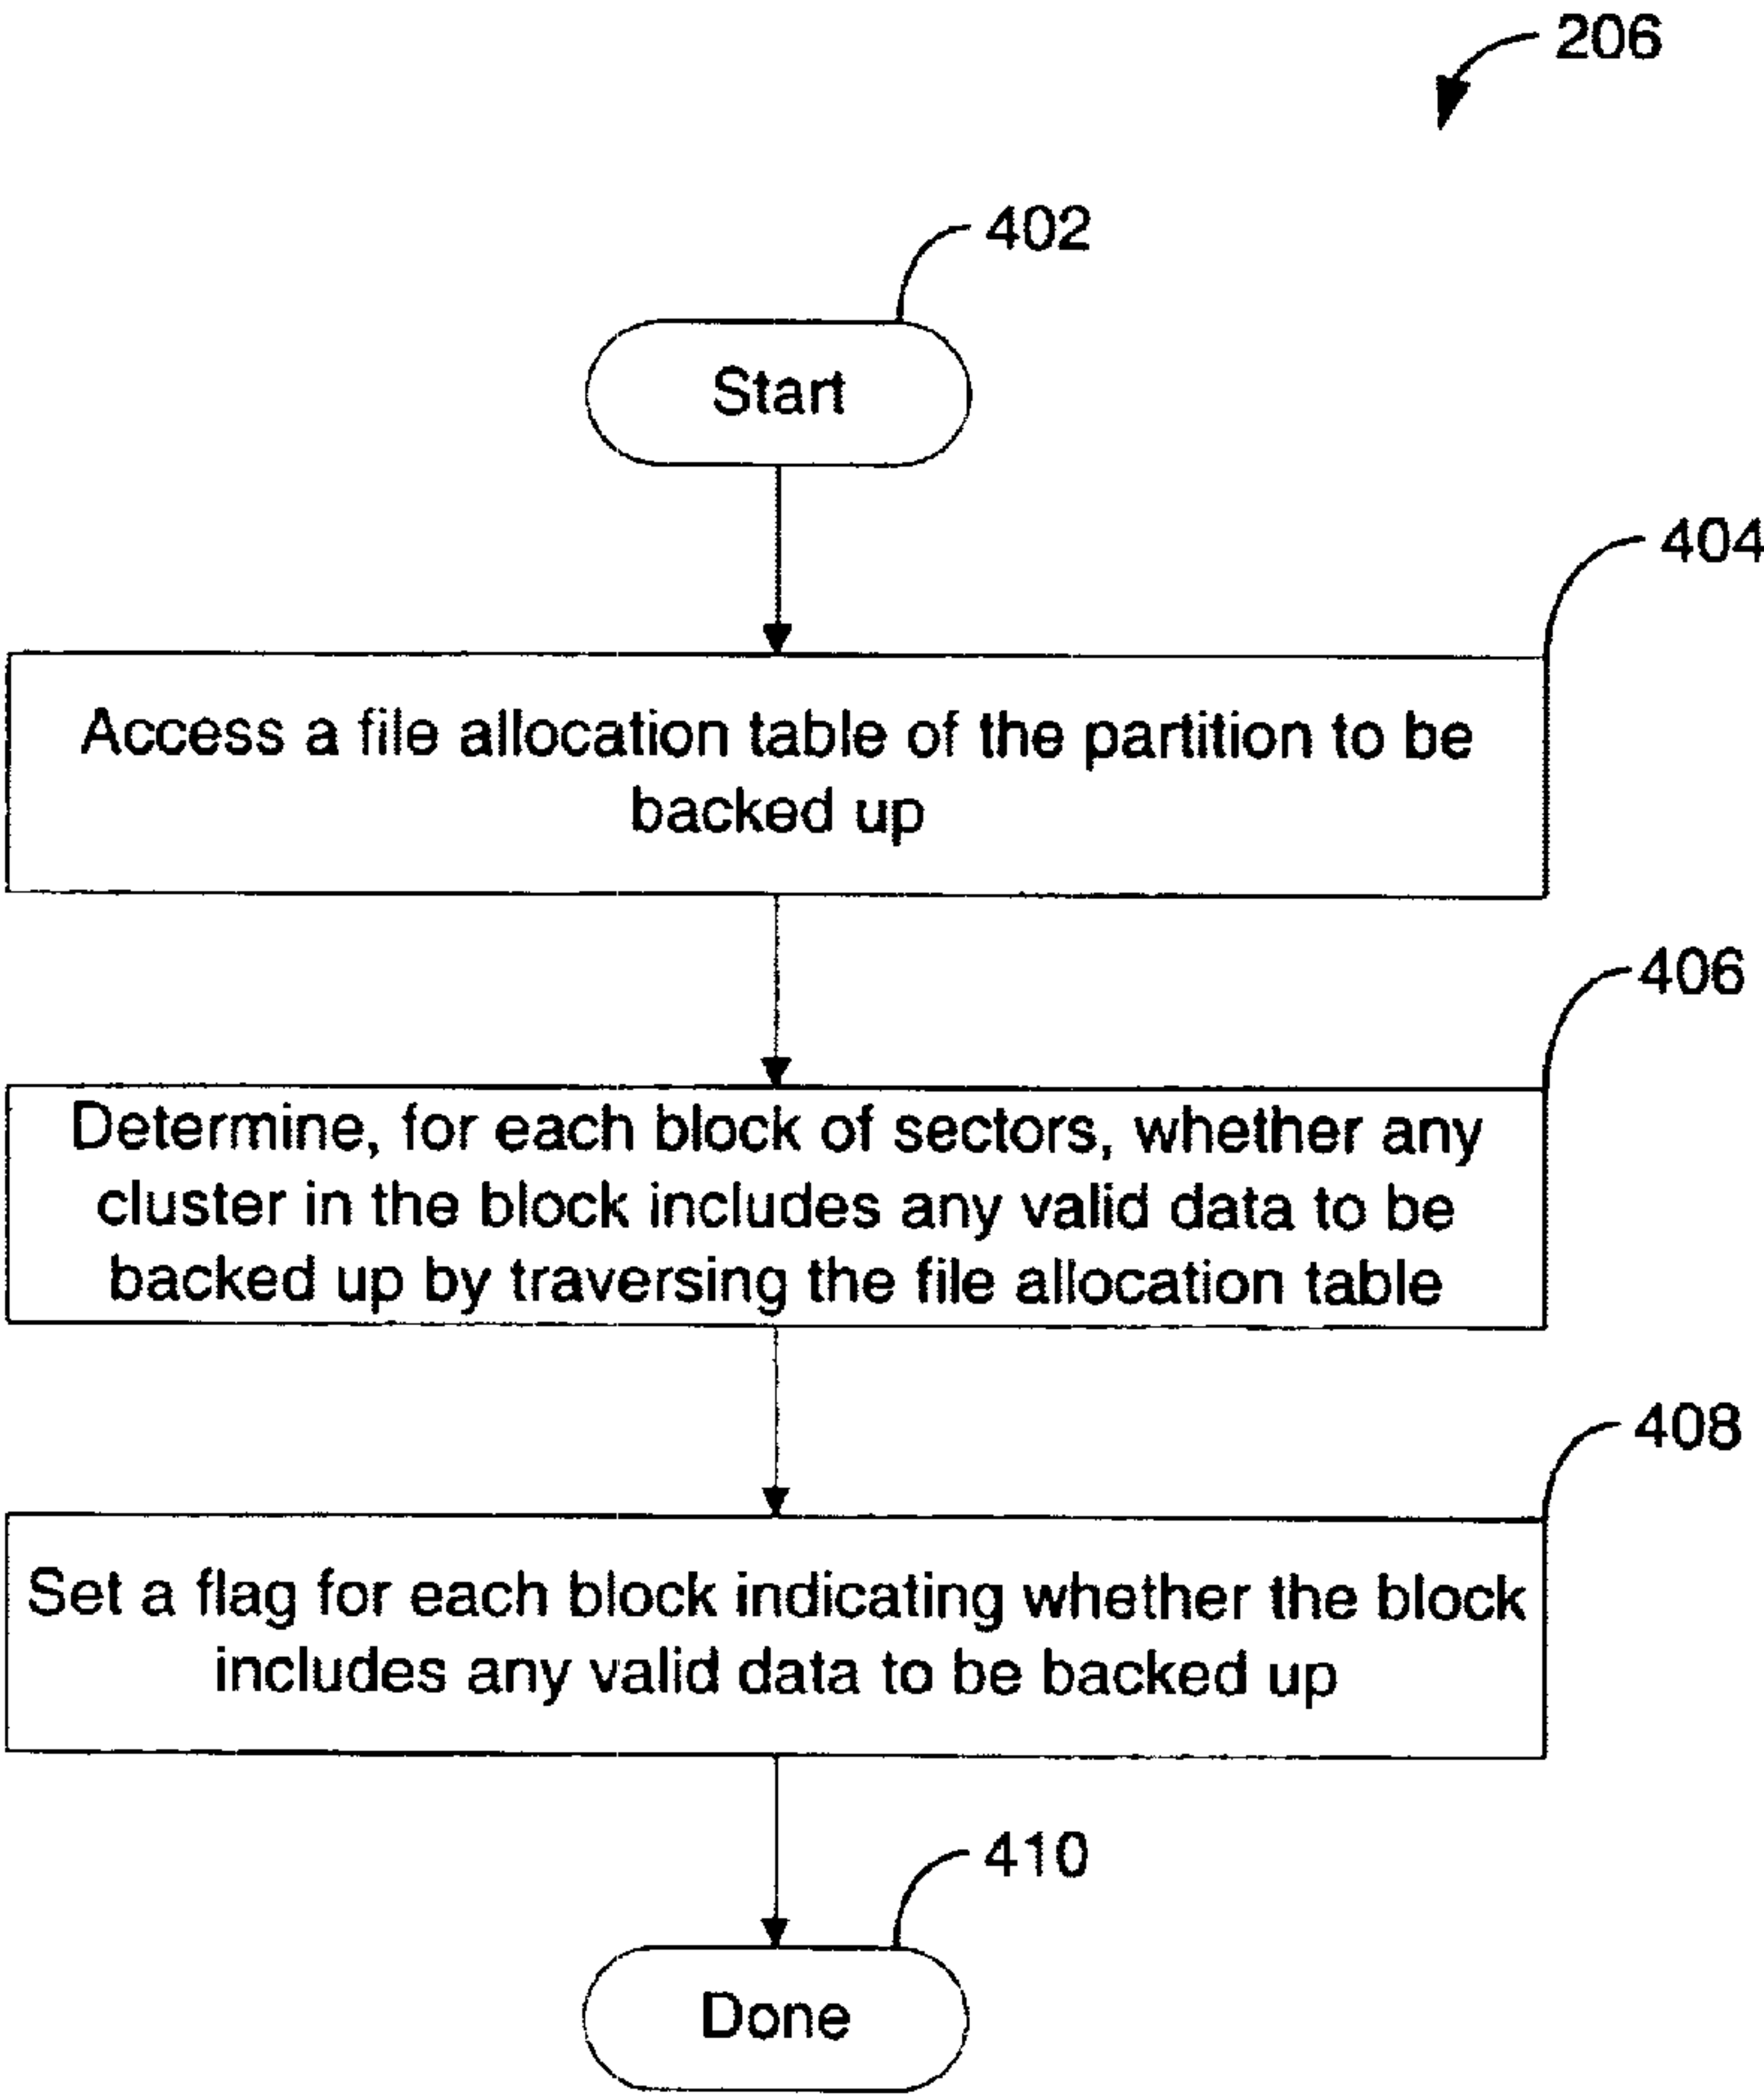 206
402
Start
404
Access a file allocation table of the partition to be
backed up
406
Determine, for each block of sectors, whether any
cluster in the block includes any valid data to be
backed up by traversing the file allocation table
408
Set a flag for each block indicating whether the block
includes any valid data to be backed up
410
Done